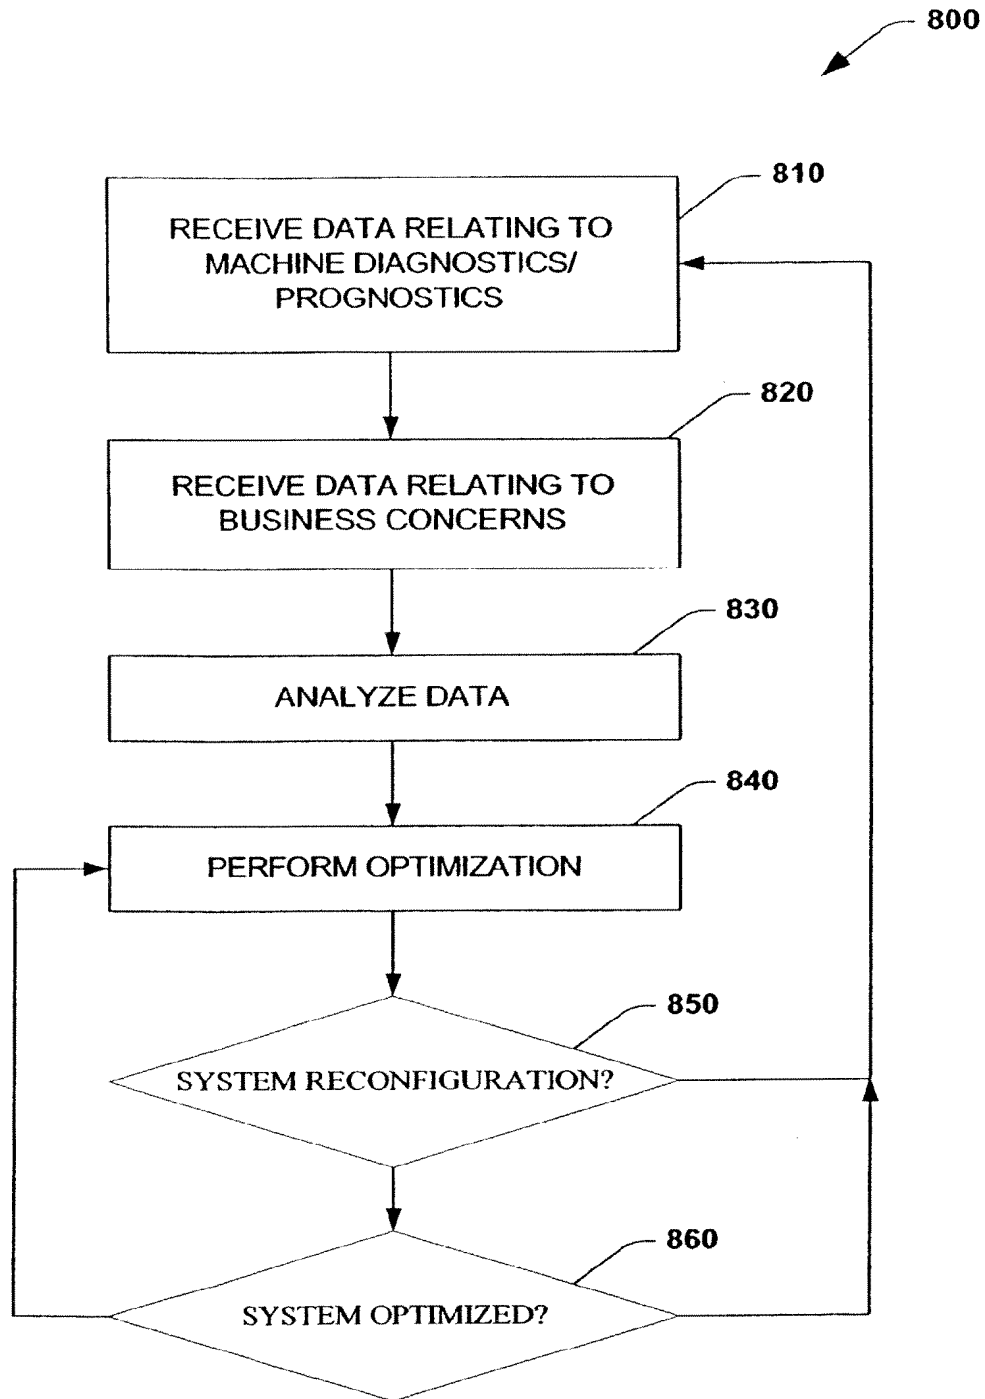 800
810
RECEIVE DATA RELATING TO
MACHINE DIAGNOSTICS/
PROGNOSTICS
820
RECEIVE DATA RELATING TO
BUSINESS CONCERNS
830
ANALYZE DATA
840
PERFORM OPTIMIZATION
850
SYSTEM RECONFIGURATION?
860
SYSTEM OPTIMIZED?